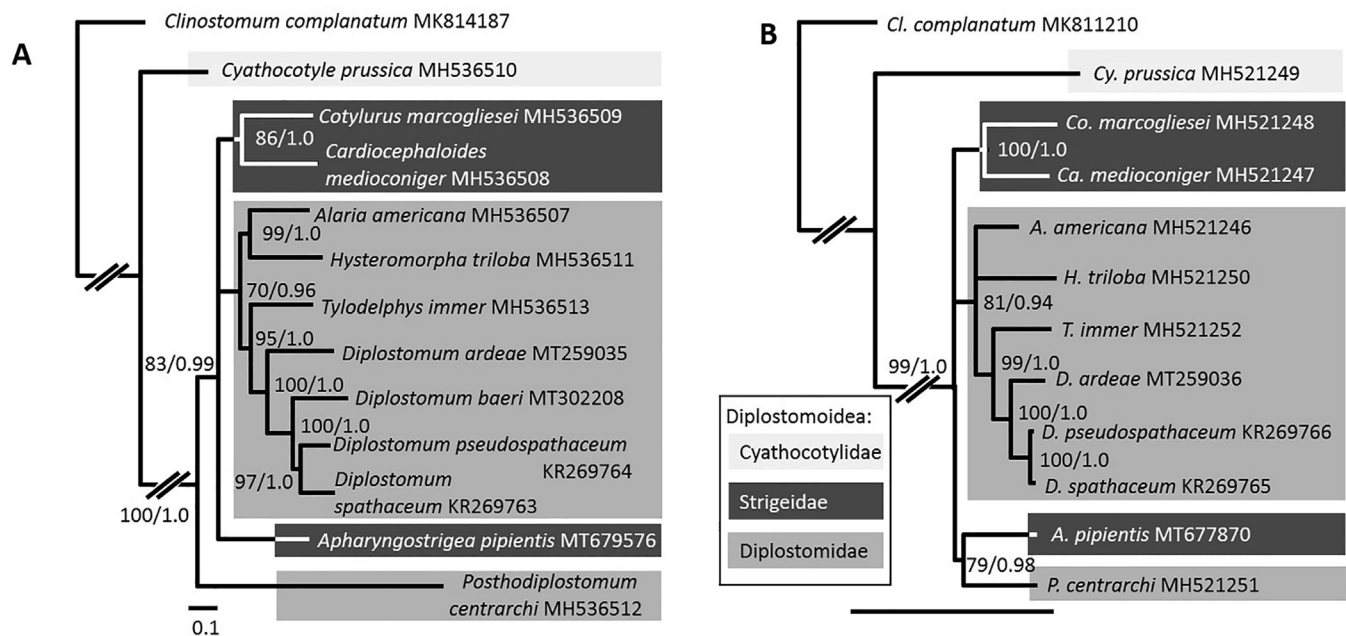 A
Clinostomum complanatum MK814187
Cyathocotyle prussica MH536510
Cotylurus marcogliesei MH536509
86/1.0
Cardiocephaloides
medioconiger MH536508
Alaria americana MH536507
99/1.0
Hysteromorpha triloba MH536511
70/0.96
Tylodelphys immer MH536513
95/1.0
Diplostomum ardeae MT259035
83/0.99
100/1.0
Diplostomum baeri MT302208
100/1.0
Diplostomum pseudospathaceum
KR269764
97/1.0
Diplostomum
spathaceum KR269763
100/1.0
Apharyngostrigea pipientis MT679576
Posthodiplostomum
centrarchi MH536512
0.1
B
Cl. complanatum MK811210
Cy. prussica MH521249
Co. marcogliesei MH521248
100/1.0
Ca. medioconiger MH521247
A. americana MH521246
H. triloba MH521250
81/0.94
T. immer MH521252
99/1.0
99/1.0
D. ardeae MT259036
100/1.0
D. pseudospathaceum KR269766
100/1.0
D. spathaceum KR269765
A. pipientis MT677870
79/0.98
P. centrarchi MH521251
Diplostomoidea:
Cyathocotylidae
Strigeidae
Diplostomidae